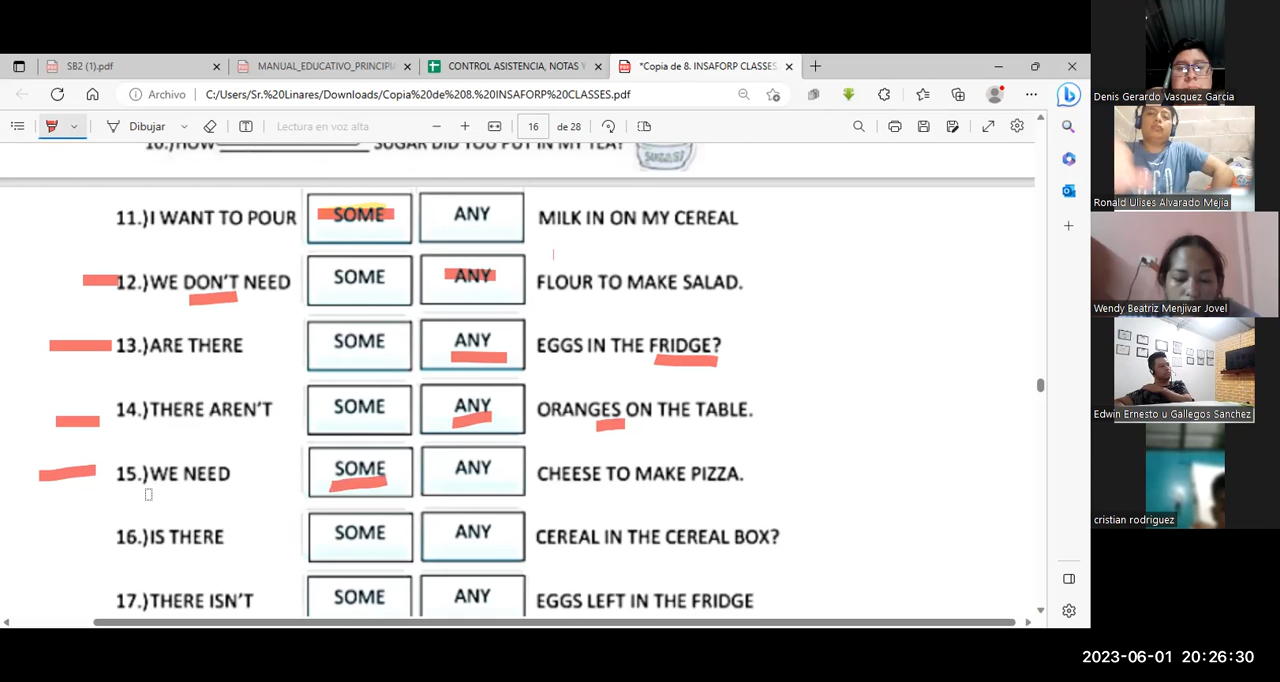 SB2 (1).pdf
MANUAL_EDUCATIVO_PRINCIPI
CONTROL ASISTENCIA, NOTAS Y
*Copia de 8. INSAFORP CLASSES.
Archivo
C:/Users/Sr.%20Linares/Downloads/Copia%20de%208.%20INSAFORP%20CLASSES.pdf
Dibujar
Lectura en voz alta
16
de 28
10.)HOW ____________ SUGAR DID YOU PUT IN MY TEA?
SUGAR
11.)I WANT TO POUR SOME ANY MILK IN ON MY CEREAL
12.)WE DON'T NEED SOME ANY FLOUR TO MAKE SALAD.
13.)ARE THERE SOME ANY EGGS IN THE FRIDGE?
14.)THERE AREN'T SOME ANY ORANGES ON THE TABLE.
15.)WE NEED SOME ANY CHEESE TO MAKE PIZZA.
16.)IS THERE SOME ANY CEREAL IN THE CEREAL BOX?
17.)THERE ISN'T SOME ANY EGGS LEFT IN THE FRIDGE
Denis Gerardo Vasquez Garcia
Ronald Ulises Alvarado Mejia
Wendy Beatriz Menjivar Jovel
Edwin Ernesto u Gallegos Sanchez
cristian rodriguez
2023-06-01 20:26:30